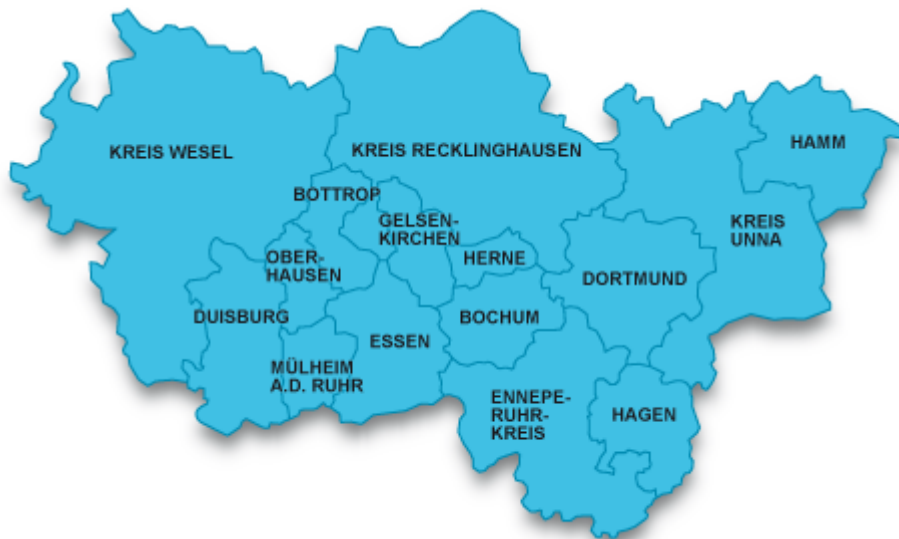 HAMM
KREIS WESEL
KREIS RECKLINGHAUSEN
BOTTROP
GELSEN-
KIRCHEN
KREIS
UNNA
OBER-
HAUSEN
HERNE
DORTMUND
DUISBURG
BOCHUM
ESSEN
MÜLHEIM
A.D. RUHR
ENNEPE-
RUHR-
KREIS
HAGEN